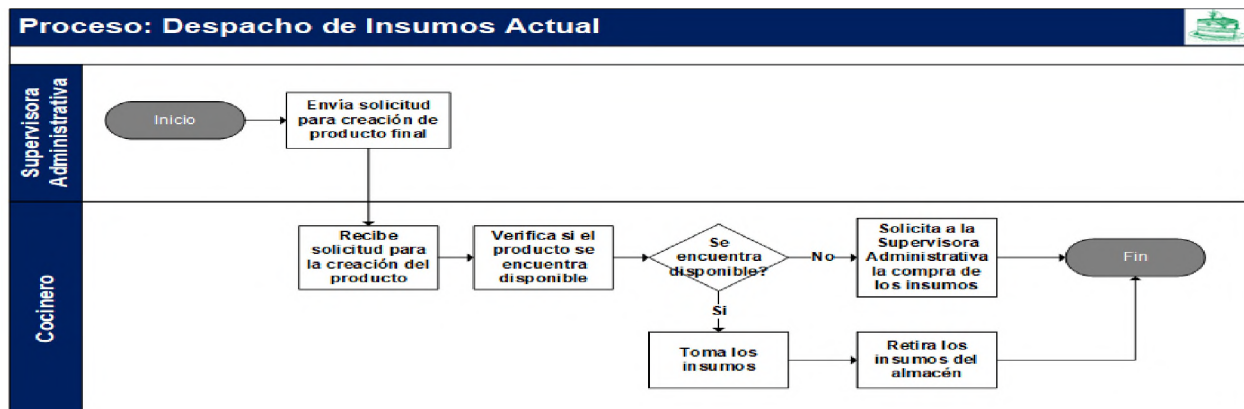 Proceso: Despacho de Insumos Actual
Supervisora
Administrativa
Inicio
Envía solicitud
para creación de
producto final
Cocinero
Recibe
solicitud para
la creación del
producto
Verifica si el
producto se
encuentra
disponible
Se
encuentra
disponible?
No
Solicita a la
Supervisora
Administrativa
la compra de
los insumos
Fin
Si
Toma los
insumos
Retira los
insumos del
almacén